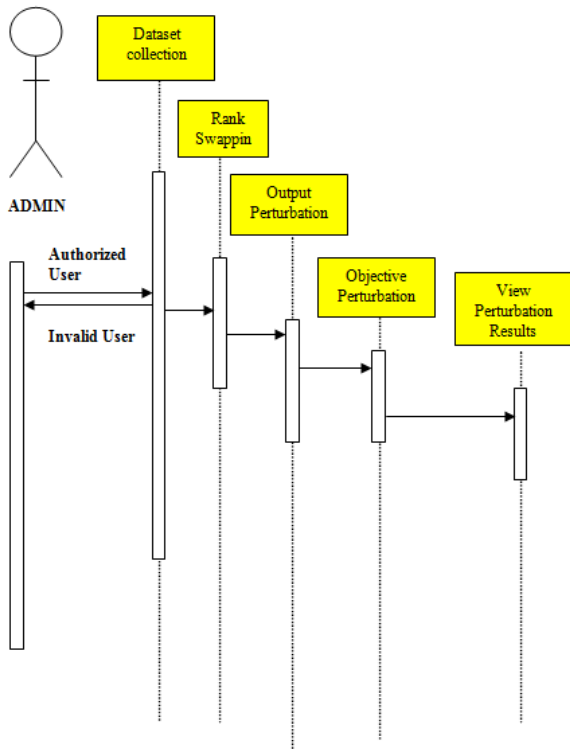 Dataset
collection
Rank
Swappin
Output
Perturbation
Objective
Perturbation
View
Perturbation
Results
ADMIN
Authorized
User
Invalid User